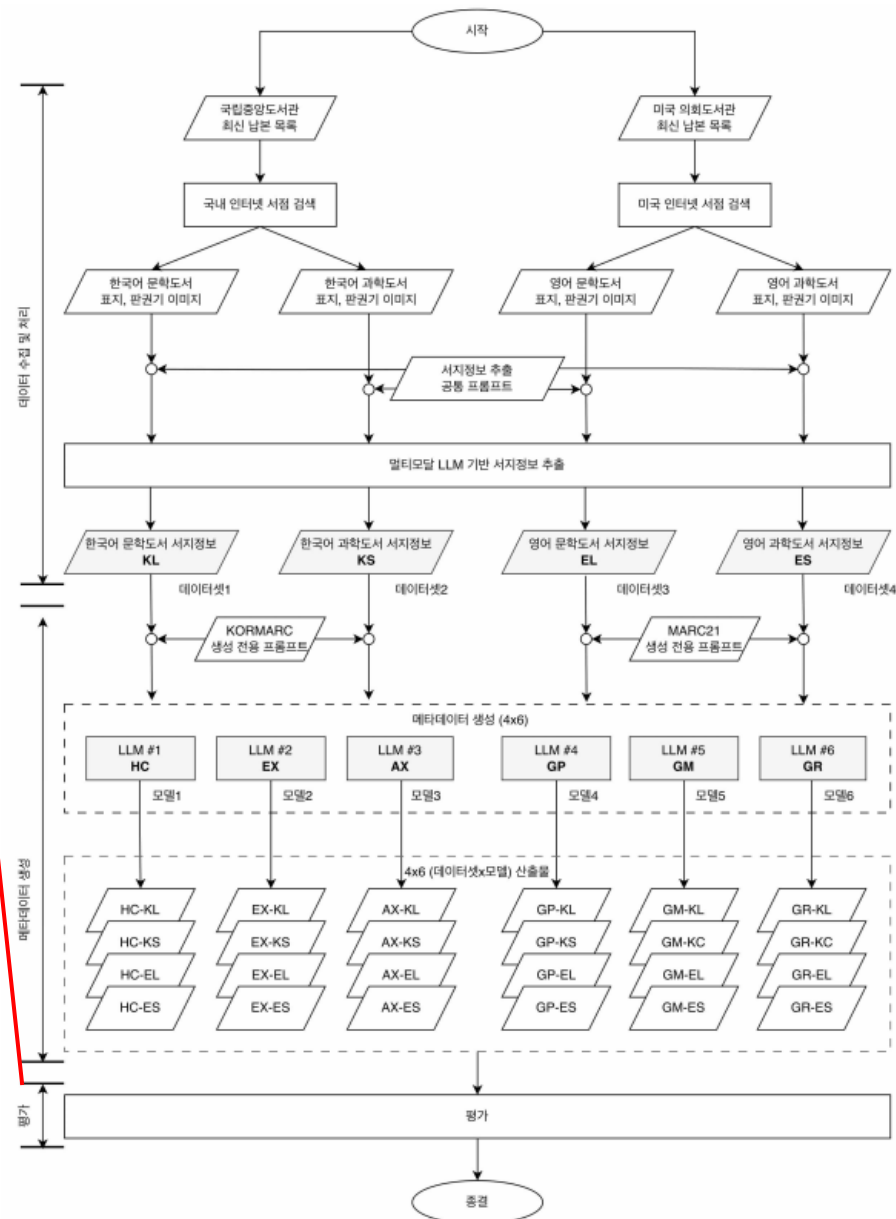 시작
국립중앙도서관
최신 납본 목록
미국 의회도서관
최신 납본 목록
국내 인터넷 서점 검색
미국 인터넷 서점 검색
한국어 문학도서
표지, 판권기 이미지
한국어 과학도서
표지, 판권기 이미지
영어 문학도서
표지, 판권기 이미지
영어 과학도서
표지, 판권기 이미지
데이터 수집 및 처리
서지정보 추출
공통 프롬프트
멀티모달 LLM 기반 서지정보 추출
한국어 문학도서 서지정보
KL
한국어 과학도서 서지정보
KS
영어 문학도서 서지정보
EL
영어 과학도서 서지정보
ES
데이터셋1
데이터셋2
데이터셋3
데이터셋4
KORMARC
생성 전용 프롬프트
MARC21
생성 전용 프롬프트
메타데이터 생성
메타데이터 생성 (4x6)
LLM #1
HC
LLM #2
EX
LLM #3
AX
LLM #4
GP
LLM #5
GM
LLM #6
GR
모델1
모델2
모델3
모델4
모델5
모델6
4x6 (데이터셋x모델) 산출물
HC-KL
EX-KL
AX-KL
GP-KL
GM-KL
GR-KL
HC-KS
EX-KS
AX-KS
GP-KS
GM-KC
GR-KC
HC-EL
EX-EL
AX-EL
GP-EL
GM-EL
GR-EL
HC-ES
EX-ES
AX-ES
GP-ES
GM-ES
GR-ES
평가
평가
종결